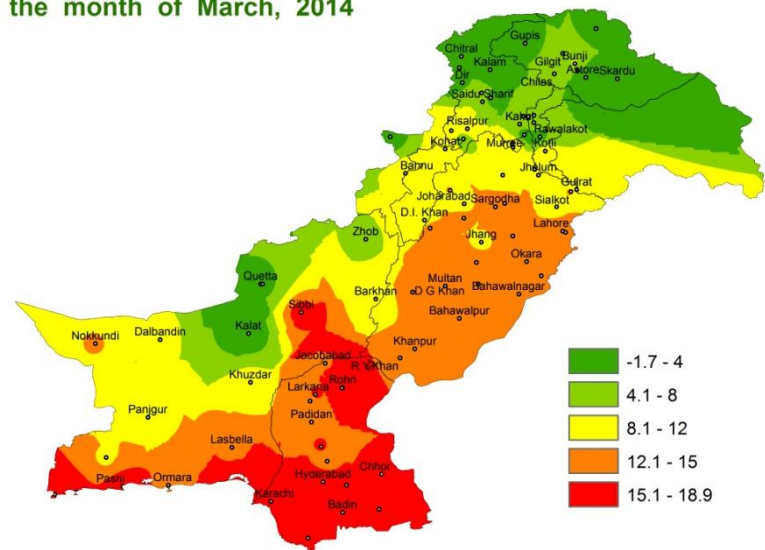 the month of March, 2014
Gupis
Chitral
Bunji
Kalam
Gilgit
Astore Skardu
Dir
Chilas
Saidu Sharif
Risalpur
Rawalakot
Kohat
Murree
Kotli
Bannu
Jhelum
Gujrat
Joharabad
Sargodha
Sialkot
D.I. Khan
Zhob
Jhang
Lahore
Okara
Quetta
Multan
Barkhan
D G Khan
Bahawalnagar
Sibbi
Bahawalpur
Nokkundi
Dalbandin
Kalat
Khanpur
Jacobabad
R Y Khan
Khuzdar
Rohri
Larkana
Panjgur
Padidan
Lasbella
Pasni
Ormara
Hyderabad
Chhor
Karachi
Badin
-1.7 - 4
4.1 - 8
8.1 - 12
12.1 - 15
15.1 - 18.9